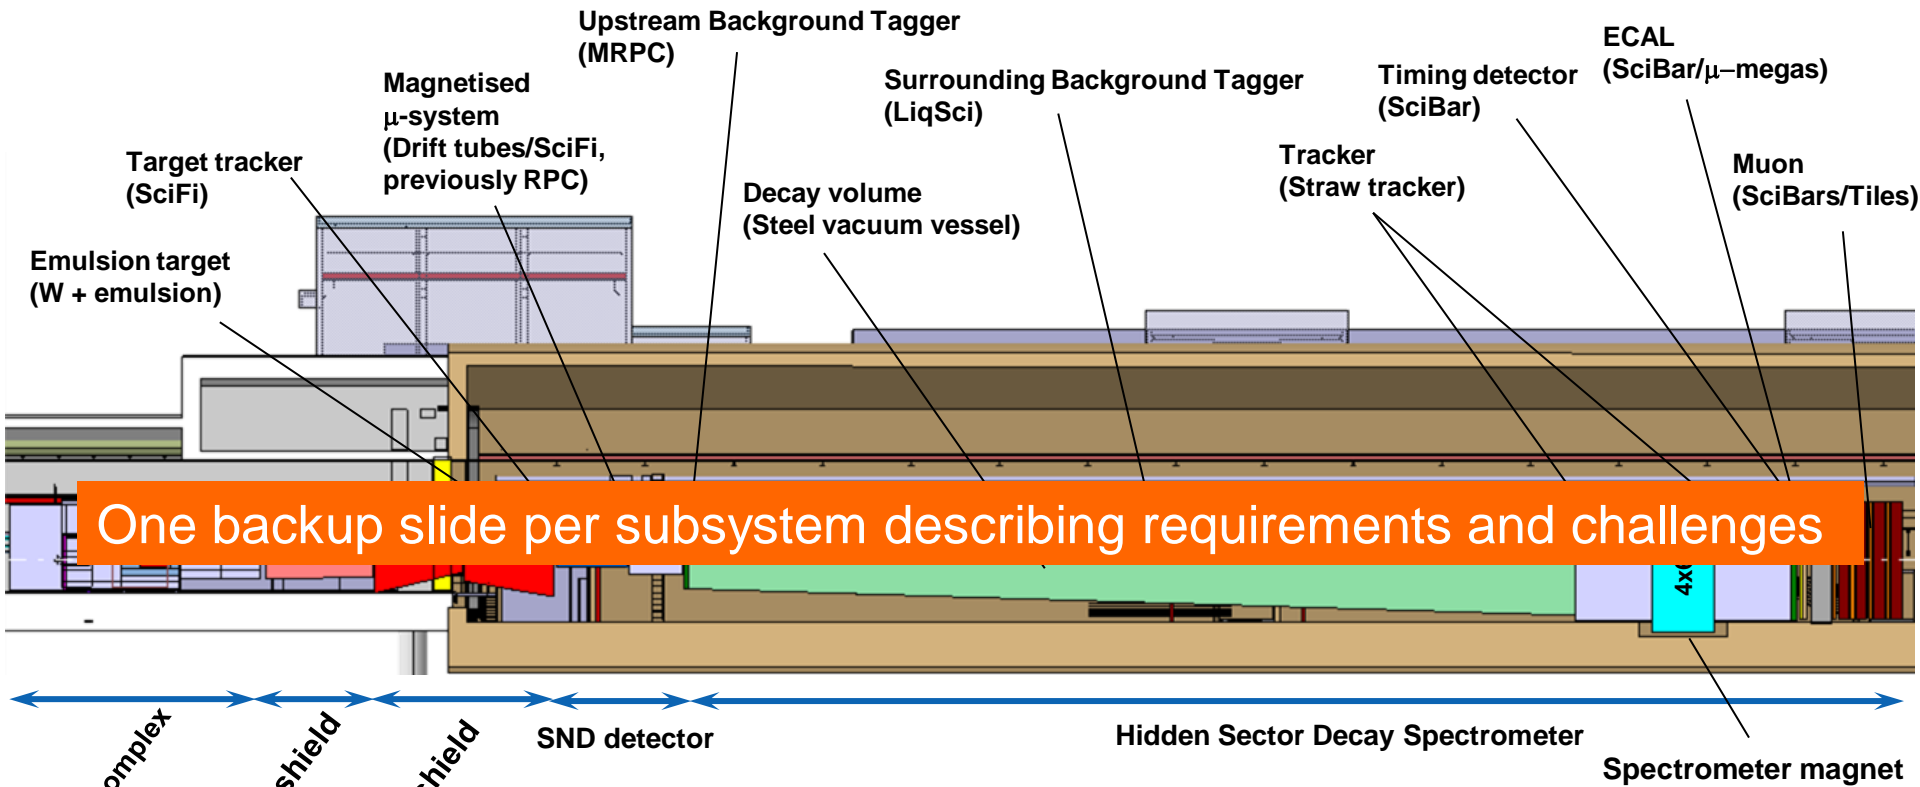 Upstream Background Tagger
(MRPC)
ECAL
(SciBar/μ–megas)
Magnetised
μ-system
(Drift tubes/SciFi,
previously RPC)
Surrounding Background Tagger
(LiqSci)
Timing detector
(SciBar)
Target tracker
(SciFi)
Tracker
(Straw tracker)
Muon
(SciBars/Tiles)
Decay volume
(Steel vacuum vessel)
Emulsion target
(W + emulsion)
One backup slide per subsystem describing requirements and challenges
shield
SND detector
Hidden Sector Decay Spectrometer
Spectrometer magnet